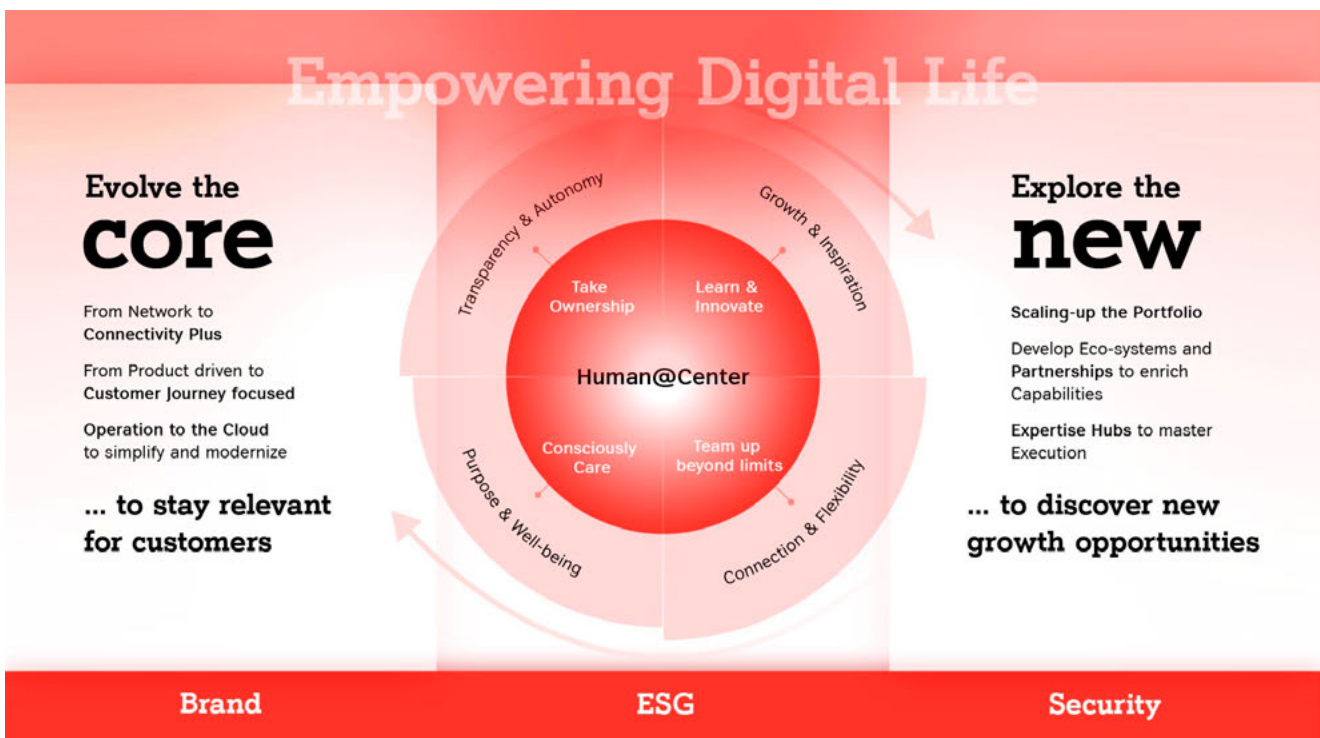 Empowering Digital Life
Evolve the
core
From Network to
Connectivity Plus
From Product driven to
Customer Journey focused
Operation to the Cloud
to simplify and modernize
... to stay relevant
for customers
Transparency & Autonomy
Growth & Inspiration
Take
Ownership
Learn &
Innovate
Human@Center
Consciously
Care
Team up
beyond limits
Purpose & Well-being
Connection & Flexibility
Explore the
new
Scaling-up the Portfolio
Develop Eco-systems and
Partnerships to enrich
Capabilities
Expertise Hubs to master
Execution
... to discover new
growth opportunities
Brand
ESG
Security